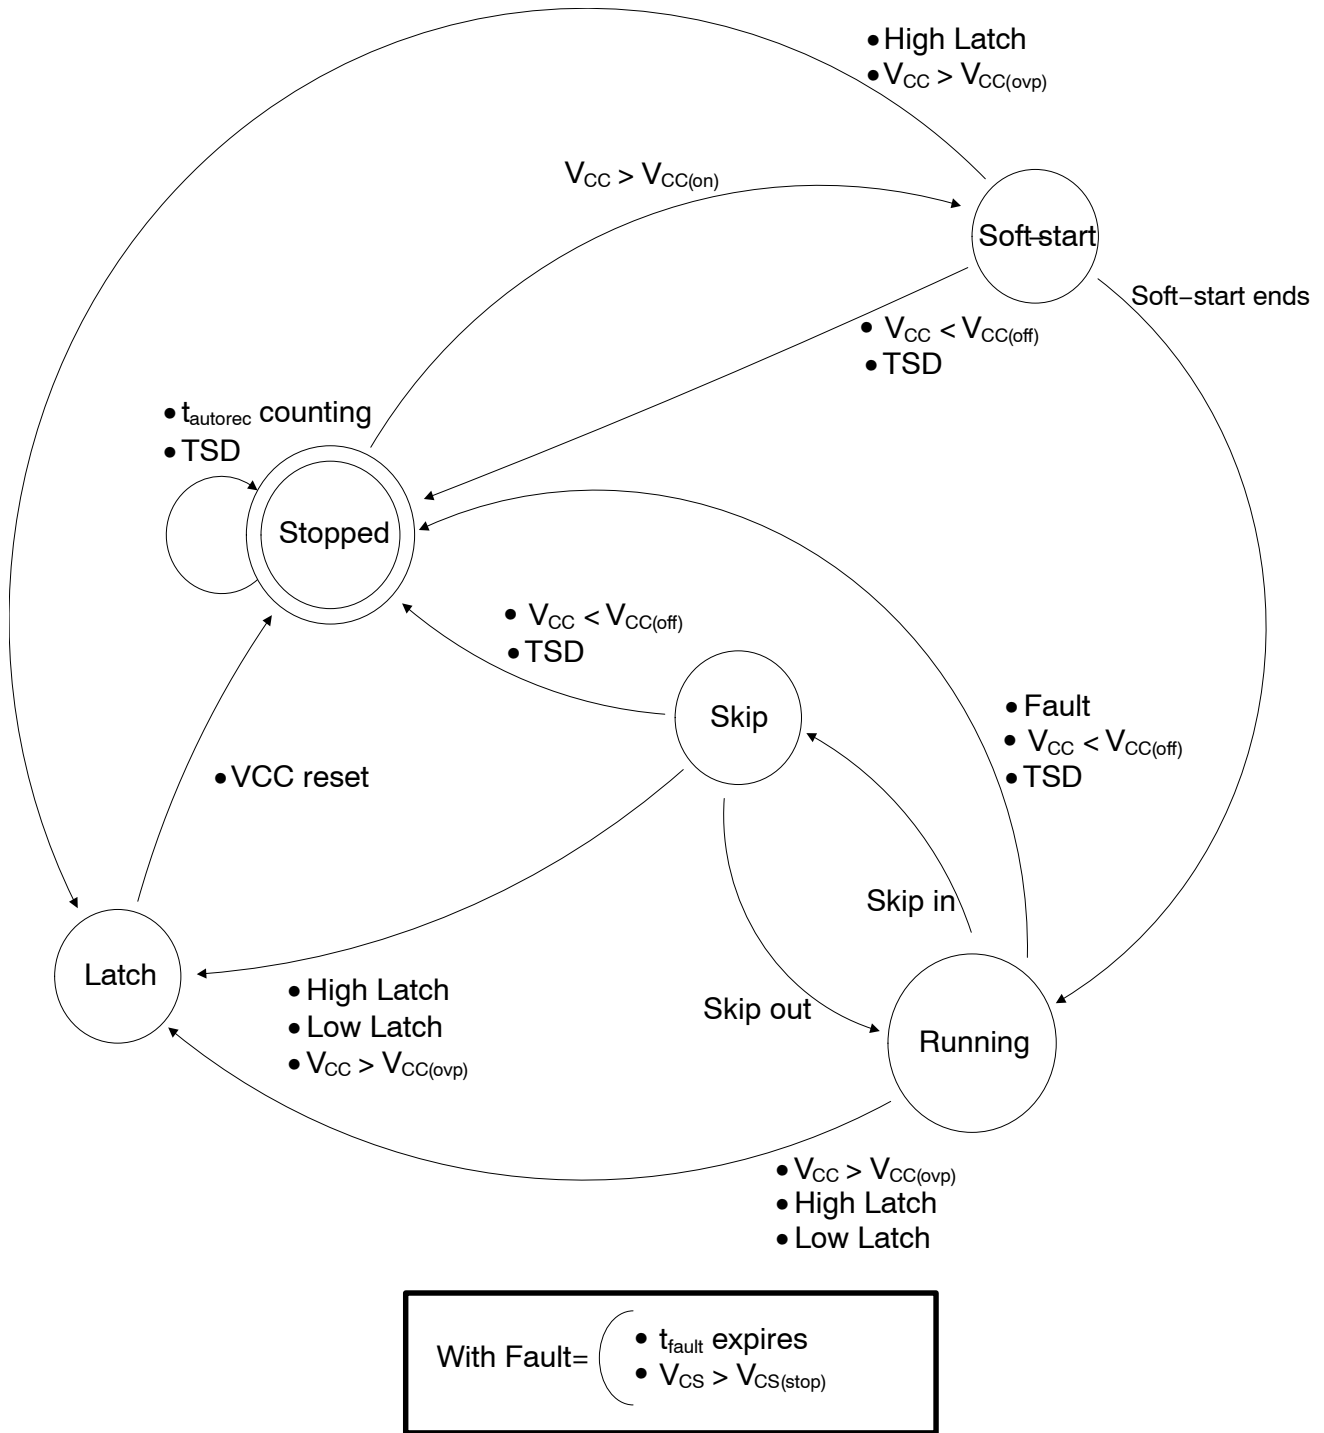 • High Latch
• VCC > VCC(ovp)
VCC > VCC(on)
Soft−start
Soft−start ends
• VCC < VCC(off)
• TSD
• tautorec counting
• TSD
Stopped
• VCC < VCC(off)
• TSD
Skip
• Fault
• VCC < VCC(off)
• TSD
• VCC reset
Skip in
Latch
• High Latch
• Low Latch
• VCC > VCC(ovp)
Skip out
Running
• VCC > VCC(ovp)
• High Latch
• Low Latch
With Fault=
• tfault expires
• VCS > VCS(stop)